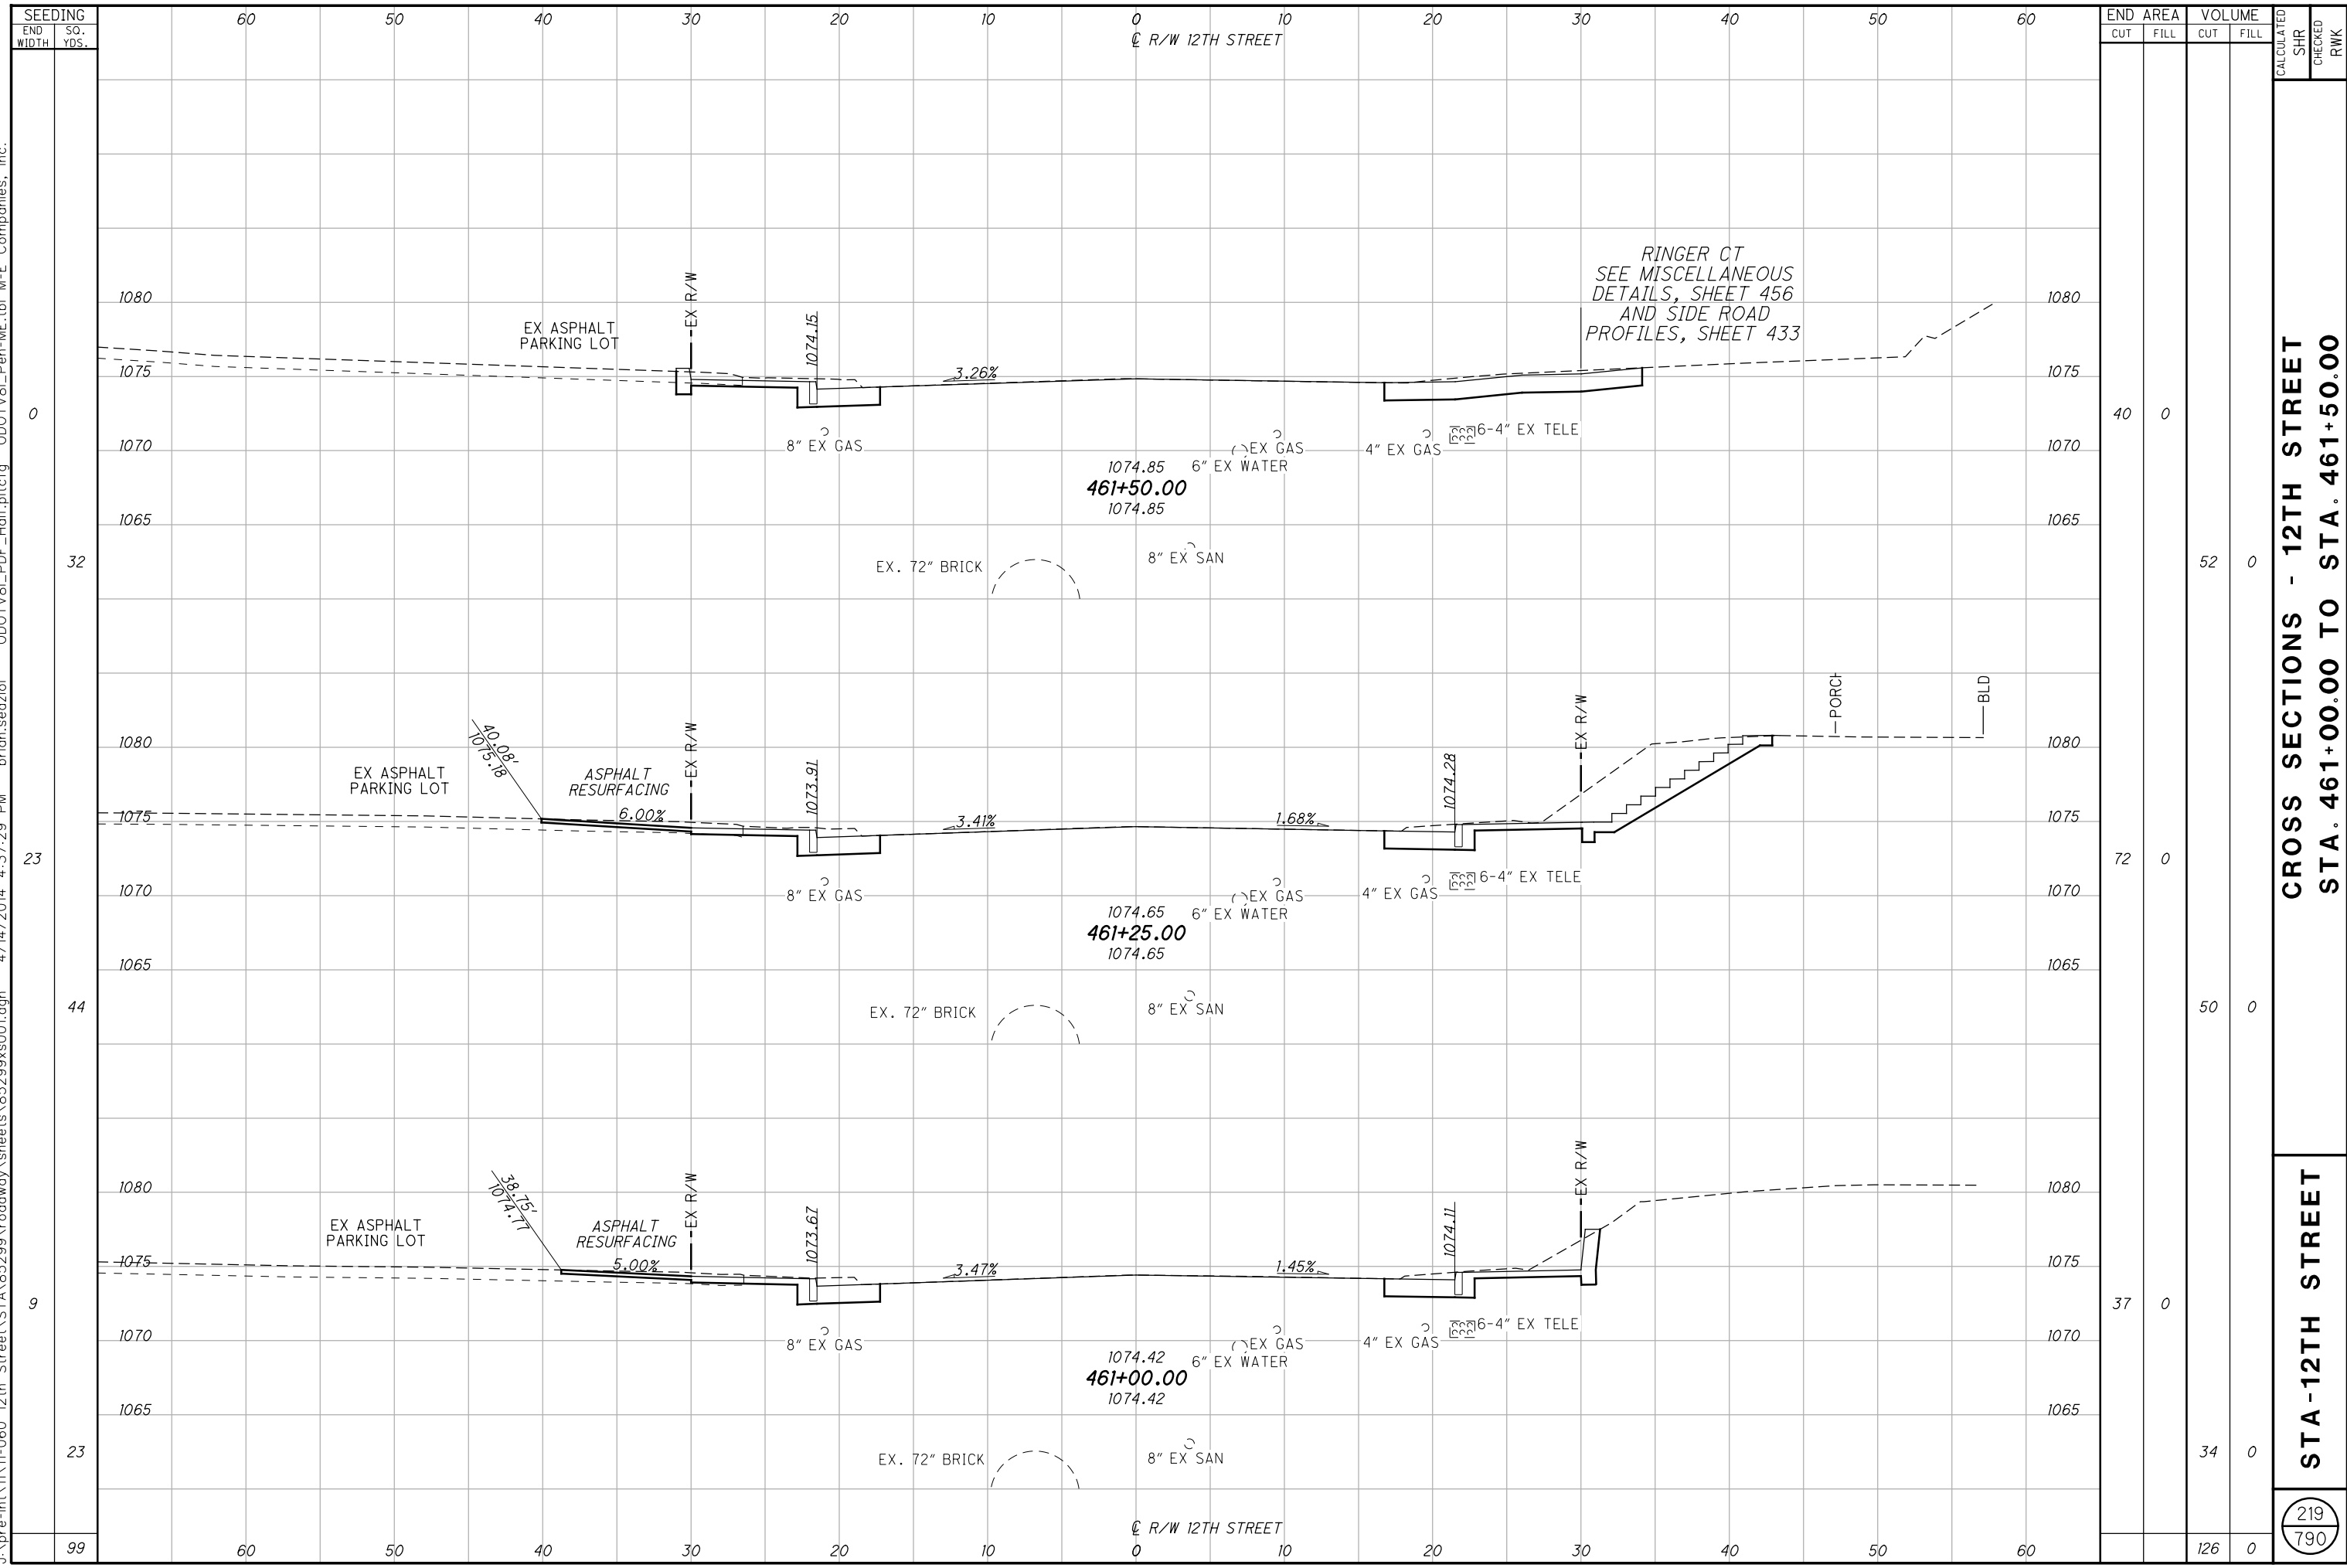 SEEDING
END WIDTH
SQ. YDS.
60 50 40 30 20 10 0 10 20 30 40 50 60
℄ R/W 12TH STREET
END AREA
VOLUME
CUT FILL CUT FILL
CALCULATED
SHR
CHECKED
RWK
RINGER CT
SEE MISCELLANEOUS
DETAILS, SHEET 456
AND SIDE ROAD
PROFILES, SHEET 433
1080 1080
EX R/W
EX ASPHALT
PARKING LOT
1074.15
3.26%
1075 1075
0
40 0
8" EX GAS
EX GAS
4" EX GAS
6-4" EX TELE
1070 1070
6" EX WATER
1074.85
461+50.00
1074.85
1065 1065
32
EX. 72" BRICK
8" EX SAN
52 0
PORCH
BLD
40.08'
1075.18
EX R/W
EX R/W
1080 1080
EX ASPHALT
PARKING LOT
ASPHALT
RESURFACING
6.00%
1073.91
3.41%
1.68%
1074.28
1075 1075
23
72 0
8" EX GAS
EX GAS
4" EX GAS
6-4" EX TELE
1070 1070
6" EX WATER
1074.65
461+25.00
1074.65
1065 1065
44
EX. 72" BRICK
8" EX SAN
50 0
38.75'
1074.77
EX R/W
EX R/W
1080 1080
EX ASPHALT
PARKING LOT
ASPHALT
RESURFACING
5.00%
1073.67
3.47%
1.45%
1074.11
1075 1075
9
37 0
8" EX GAS
EX GAS
4" EX GAS
6-4" EX TELE
1070 1070
6" EX WATER
1074.42
461+00.00
1074.42
1065 1065
23
EX. 72" BRICK
8" EX SAN
34 0
℄ R/W 12TH STREET
99
60 50 40 30 20 10 0 10 20 30 40 50 60
126 0
CROSS SECTIONS - 12TH STREET
STA. 461+00.00 TO STA. 461+50.00
STA-12TH STREET
219
790
4/14/2014 4:37:29 PM
M-E Companies, Inc.